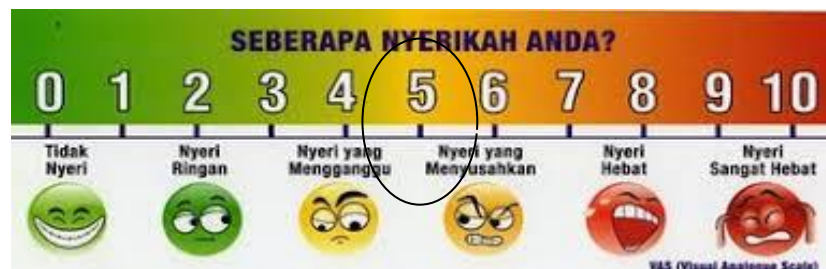 SEBERAPA NYERIKAH ANDA?
0 1 2 3 4 5 6 7 8 9 10
Tidak Nyeri Nyeri yang Nyeri yang Nyeri Nyeri
Nyeri Ringan Mengganggu Menyusahkan Hebat Sangat Hebat
VAS (Visual Analogue Scale)